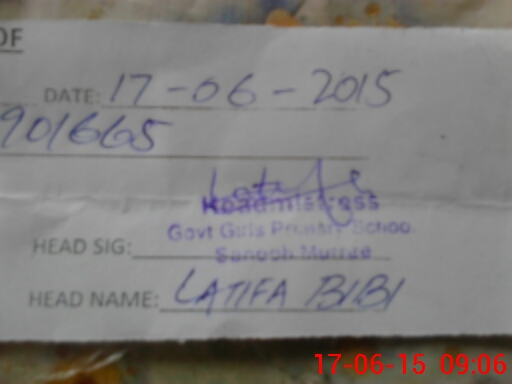 OF
DATE: 17-06-2015
901665
Headmistress
Govt Girls Primary School
HEAD SIG:
HEAD NAME: LATIFA BIBI
17-06-15 09:06